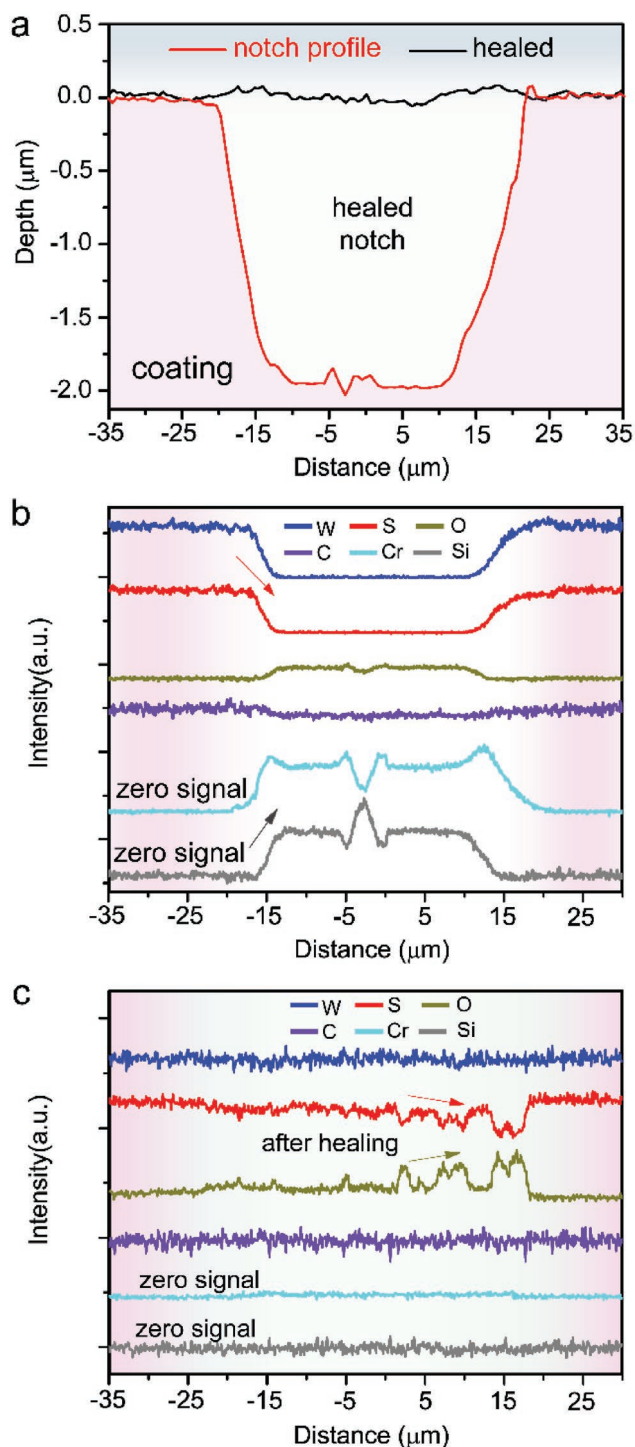 a
0.5
notch profile healed
0.0
-0.5
healed
notch
-1.0
-1.5
coating
-2.0
Depth (μm)
-35 -25 -15 -5 5 15 25 35
Distance (μm)
b
W S O
C Cr Si
zero signal
zero signal
Intensity(a.u.)
-35 -25 -15 -5 5 15 25
Distance (μm)
c
W S O
C Cr Si
after healing
zero signal
zero signal
Intensity(a.u.)
-35 -25 -15 -5 5 15 25
Distance (μm)